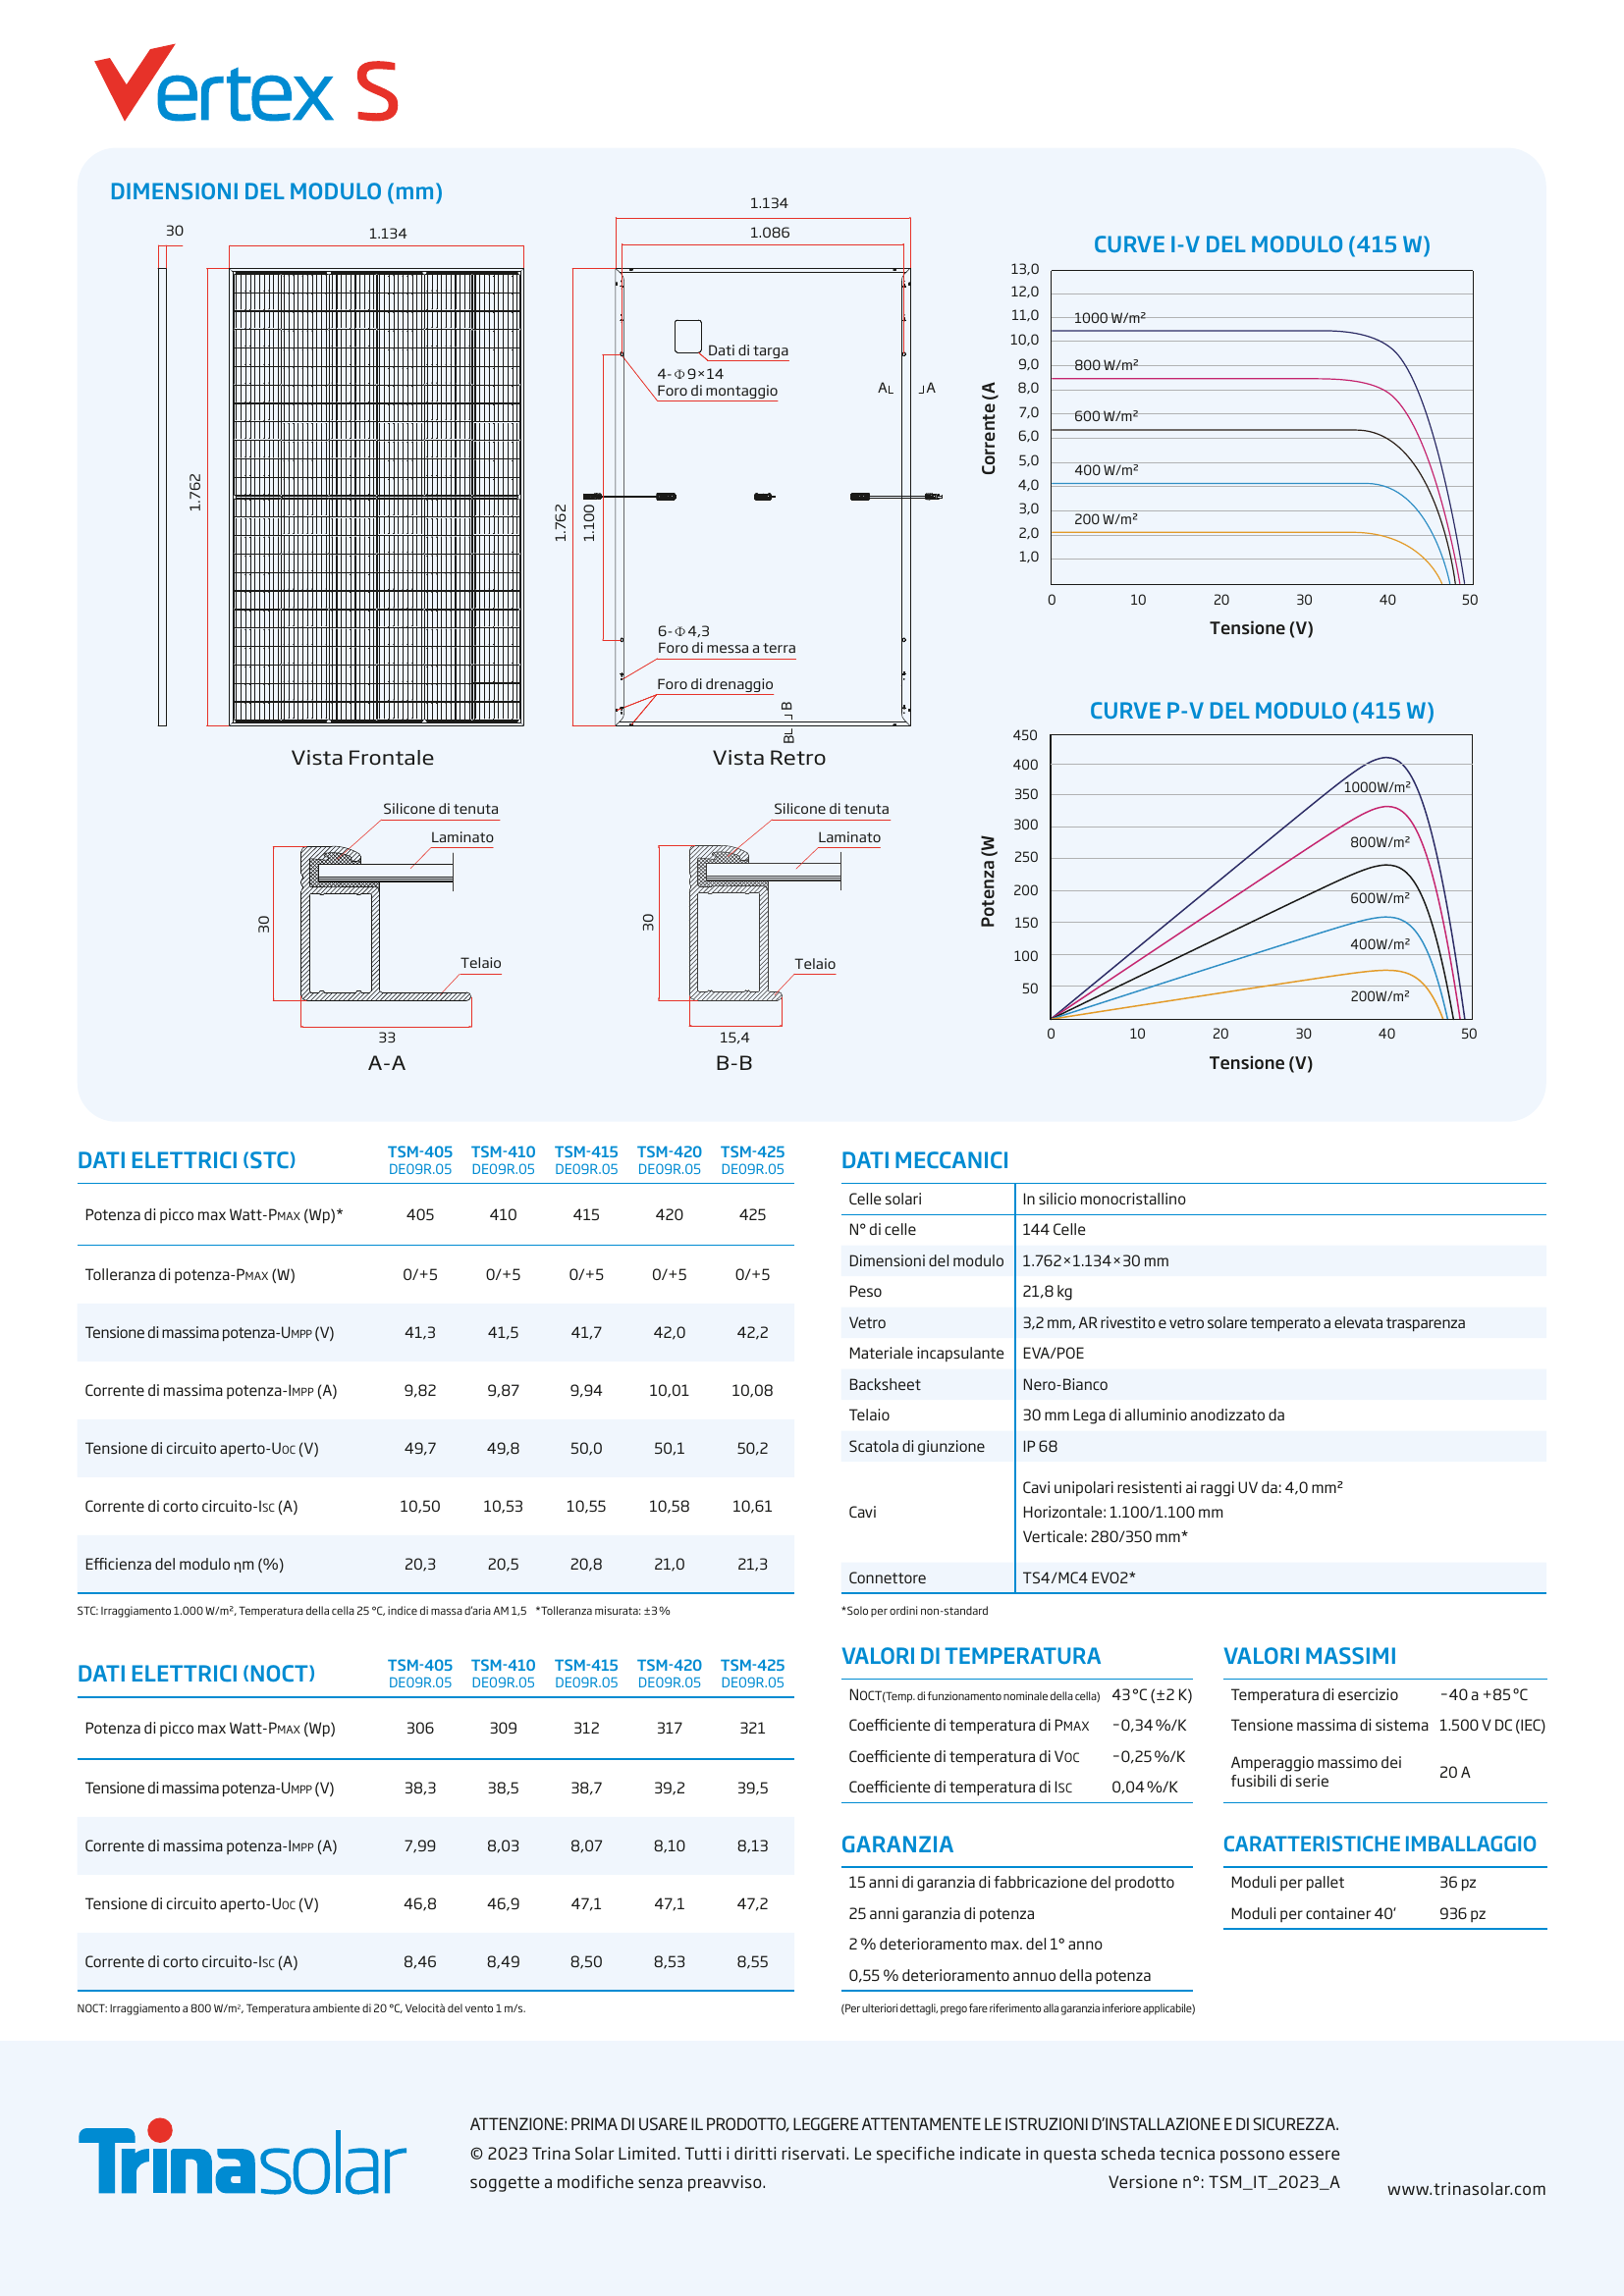 Vertex S
DIMENSIONI DEL MODULO (mm)
30
1.134
1.762
Vista Frontale
1.134
1.086
Dati di targa
4-Φ9×14
Foro di montaggio
A
A
1.762
1.100
6-Φ4,3
Foro di messa a terra
Foro di drenaggio
B
B
Vista Retro
Silicone di tenuta
Laminato
30
Telaio
33
A-A
Silicone di tenuta
Laminato
30
Telaio
15,4
B-B
CURVE I-V DEL MODULO (415 W)
13,0
12,0
11,0
10,0
9,0
8,0
7,0
6,0
5,0
4,0
3,0
2,0
1,0
Corrente (A
1000 W/m²
800 W/m²
600 W/m²
400 W/m²
200 W/m²
0 10 20 30 40 50
Tensione (V)
CURVE P-V DEL MODULO (415 W)
450
400
350
300
250
200
150
100
50
Potenza (W
1000W/m²
800W/m²
600W/m²
400W/m²
200W/m²
0 10 20 30 40 50
Tensione (V)
DATI ELETTRICI (STC) TSM-405 TSM-410 TSM-415 TSM-420 TSM-425
DE09R.05 DE09R.05 DE09R.05 DE09R.05 DE09R.05
Potenza di picco max Watt-PMAX (Wp)* 405 410 415 420 425
Tolleranza di potenza-PMAX (W) 0/+5 0/+5 0/+5 0/+5 0/+5
Tensione di massima potenza-UMPP (V) 41,3 41,5 41,7 42,0 42,2
Corrente di massima potenza-IMPP (A) 9,82 9,87 9,94 10,01 10,08
Tensione di circuito aperto-UOC (V) 49,7 49,8 50,0 50,1 50,2
Corrente di corto circuito-ISC (A) 10,50 10,53 10,55 10,58 10,61
Efficienza del modulo ηm (%) 20,3 20,5 20,8 21,0 21,3
STC: Irraggiamento 1.000 W/m², Temperatura della cella 25 °C, indice di massa d’aria AM 1,5 *Tolleranza misurata: ±3 %
DATI ELETTRICI (NOCT) TSM-405 TSM-410 TSM-415 TSM-420 TSM-425
DE09R.05 DE09R.05 DE09R.05 DE09R.05 DE09R.05
Potenza di picco max Watt-PMAX (Wp) 306 309 312 317 321
Tensione di massima potenza-UMPP (V) 38,3 38,5 38,7 39,2 39,5
Corrente di massima potenza-IMPP (A) 7,99 8,03 8,07 8,10 8,13
Tensione di circuito aperto-UOC (V) 46,8 46,9 47,1 47,1 47,2
Corrente di corto circuito-ISC (A) 8,46 8,49 8,50 8,53 8,55
NOCT: Irraggiamento a 800 W/m², Temperatura ambiente di 20 °C, Velocità del vento 1 m/s.
DATI MECCANICI
Celle solari In silicio monocristallino
N° di celle 144 Celle
Dimensioni del modulo 1.762×1.134×30 mm
Peso 21,8 kg
Vetro 3,2 mm, AR rivestito e vetro solare temperato a elevata trasparenza
Materiale incapsulante EVA/POE
Backsheet Nero-Bianco
Telaio 30 mm Lega di alluminio anodizzato da
Scatola di giunzione IP 68
Cavi
Cavi unipolari resistenti ai raggi UV da: 4,0 mm²
Horizontale: 1.100/1.100 mm
Verticale: 280/350 mm*
Connettore TS4/MC4 EVO2*
*Solo per ordini non-standard
VALORI DI TEMPERATURA
NOCT(Temp. di funzionamento nominale della cella) 43°C (±2 K)
Coefficiente di temperatura di PMAX −0,34 %/K
Coefficiente di temperatura di VOC −0,25 %/K
Coefficiente di temperatura di ISC 0,04 %/K
VALORI MASSIMI
Temperatura di esercizio −40 a +85 °C
Tensione massima di sistema 1.500 V DC (IEC)
Amperaggio massimo dei
fusibili di serie 20 A
GARANZIA
15 anni di garanzia di fabbricazione del prodotto
25 anni garanzia di potenza
2 % deterioramento max. del 1° anno
0,55 % deterioramento annuo della potenza
(Per ulteriori dettagli, prego fare riferimento alla garanzia inferiore applicabile)
CARATTERISTICHE IMBALLAGGIO
Moduli per pallet 36 pz
Moduli per container 40’ 936 pz
Trinasolar
ATTENZIONE: PRIMA DI USARE IL PRODOTTO, LEGGERE ATTENTAMENTE LE ISTRUZIONI D’INSTALLAZIONE E DI SICUREZZA.
© 2023 Trina Solar Limited. Tutti i diritti riservati. Le specifiche indicate in questa scheda tecnica possono essere
soggette a modifiche senza preavviso. Versione n°: TSM_IT_2023_A
www.trinasolar.com